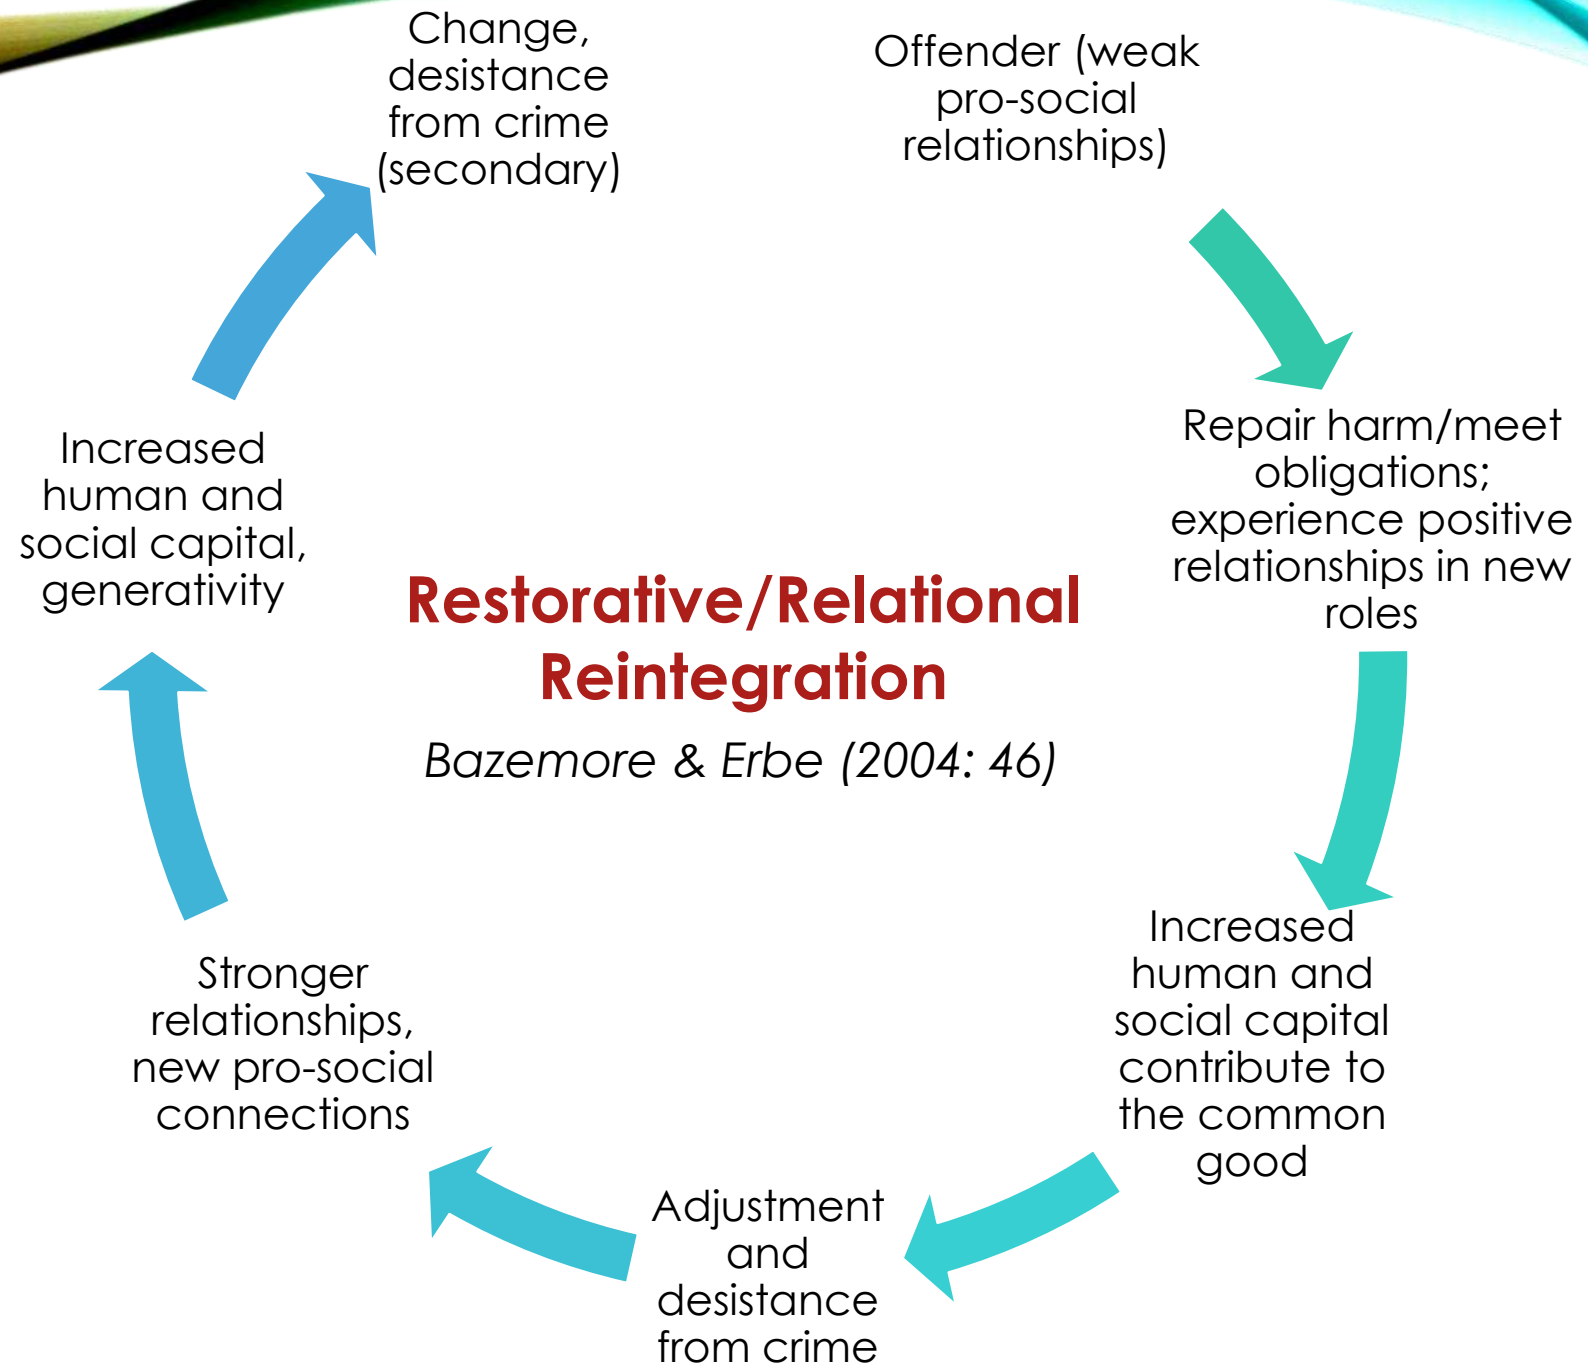 Change,
desistance
from crime
(secondary)
Offender (weak
pro-social
relationships)
Repair harm/meet
obligations;
experience positive
relationships in new
roles
Increased
human and
social capital
contribute to
the common
good
Adjustment
and
desistance
from crime
Stronger
relationships,
new pro-social
connections
Increased
human and
social capital,
generativity
Restorative/Relational
Reintegration
Bazemore & Erbe (2004: 46)